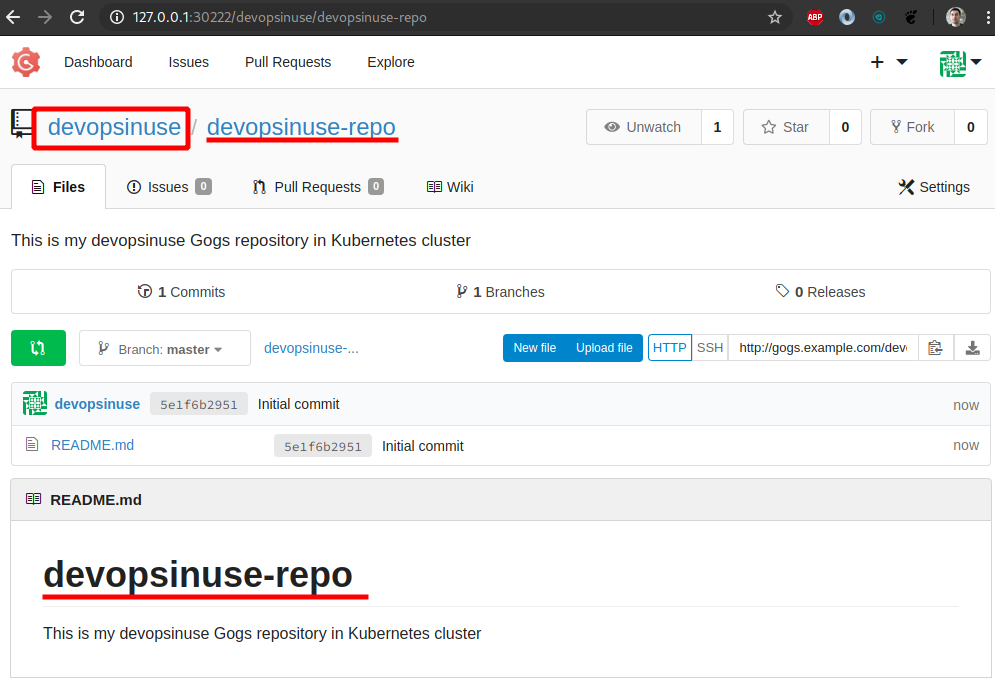 127.0.0.1:30222/devopsinuse/devopsinuse-repo ABP
Dashboard Issues Pull Requests Explore
devopsinuse / devopsinuse-repo Unwatch 1 Star 0 Fork 0
Files Issues 0 Pull Requests 0 Wiki Settings
This is my devopsinuse Gogs repository in Kubernetes cluster
1 Commits 1 Branches 0 Releases
Branch: master devopsinuse-... New file Upload file HTTP SSH http://gogs.example.com/dev
devopsinuse 5e1f6b2951 Initial commit now
README.md 5e1f6b2951 Initial commit now
README.md
devopsinuse-repo
This is my devopsinuse Gogs repository in Kubernetes cluster